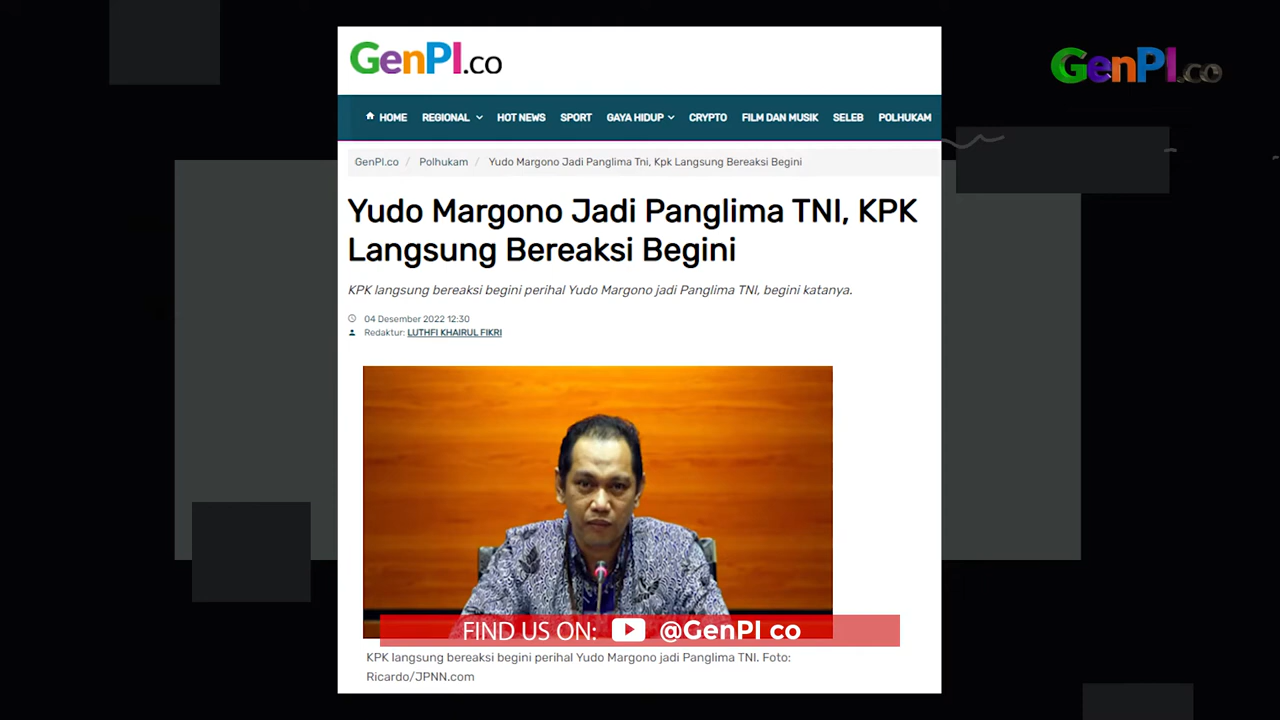 GenPI.co
GenPI.co
HOME REGIONAL HOT NEWS SPORT GAYA HIDUP CRYPTO FILM DAN MUSIK SELEB POLHUKAM
GenPI.co / Polhukam / Yudo Margono Jadi Panglima Tni, Kpk Langsung Bereaksi Begini
Yudo Margono Jadi Panglima TNI, KPK
Langsung Bereaksi Begini
KPK langsung bereaksi begini perihal Yudo Margono jadi Panglima TNI, begini katanya.
04 Desember 2022 12:30
Redaktur: LUTHFI KHAIRUL FIKRI
FIND US ON: @GenPI co
KPK langsung bereaksi begini perihal Yudo Margono jadi Panglima TNI. Foto:
Ricardo/JPNN.com